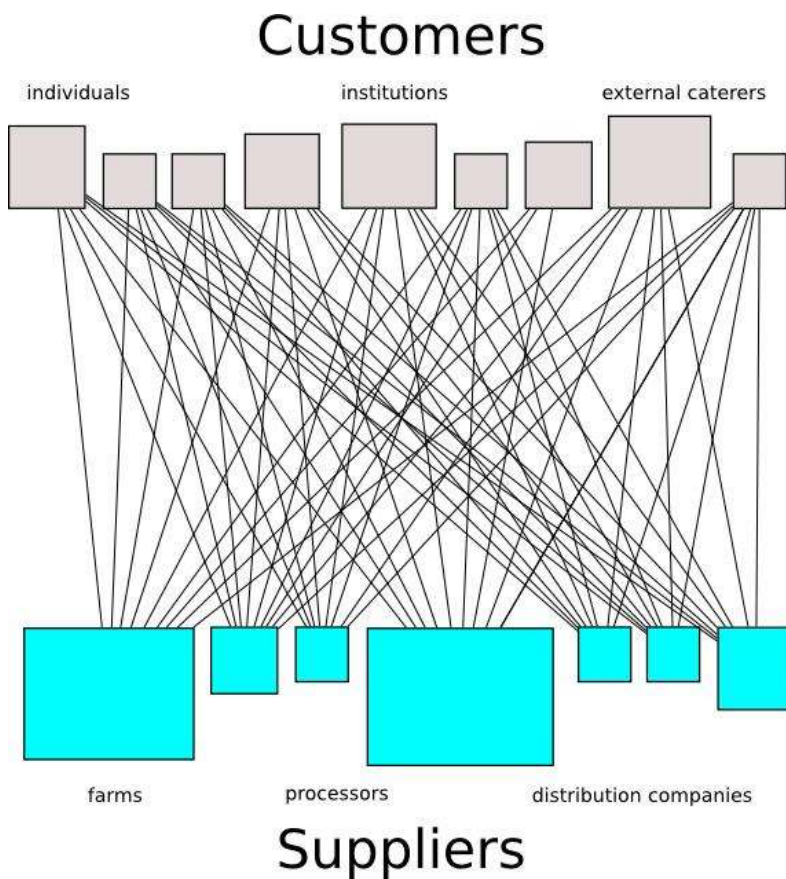 Customers
individuals institutions external caterers
farms processors distribution companies
Suppliers